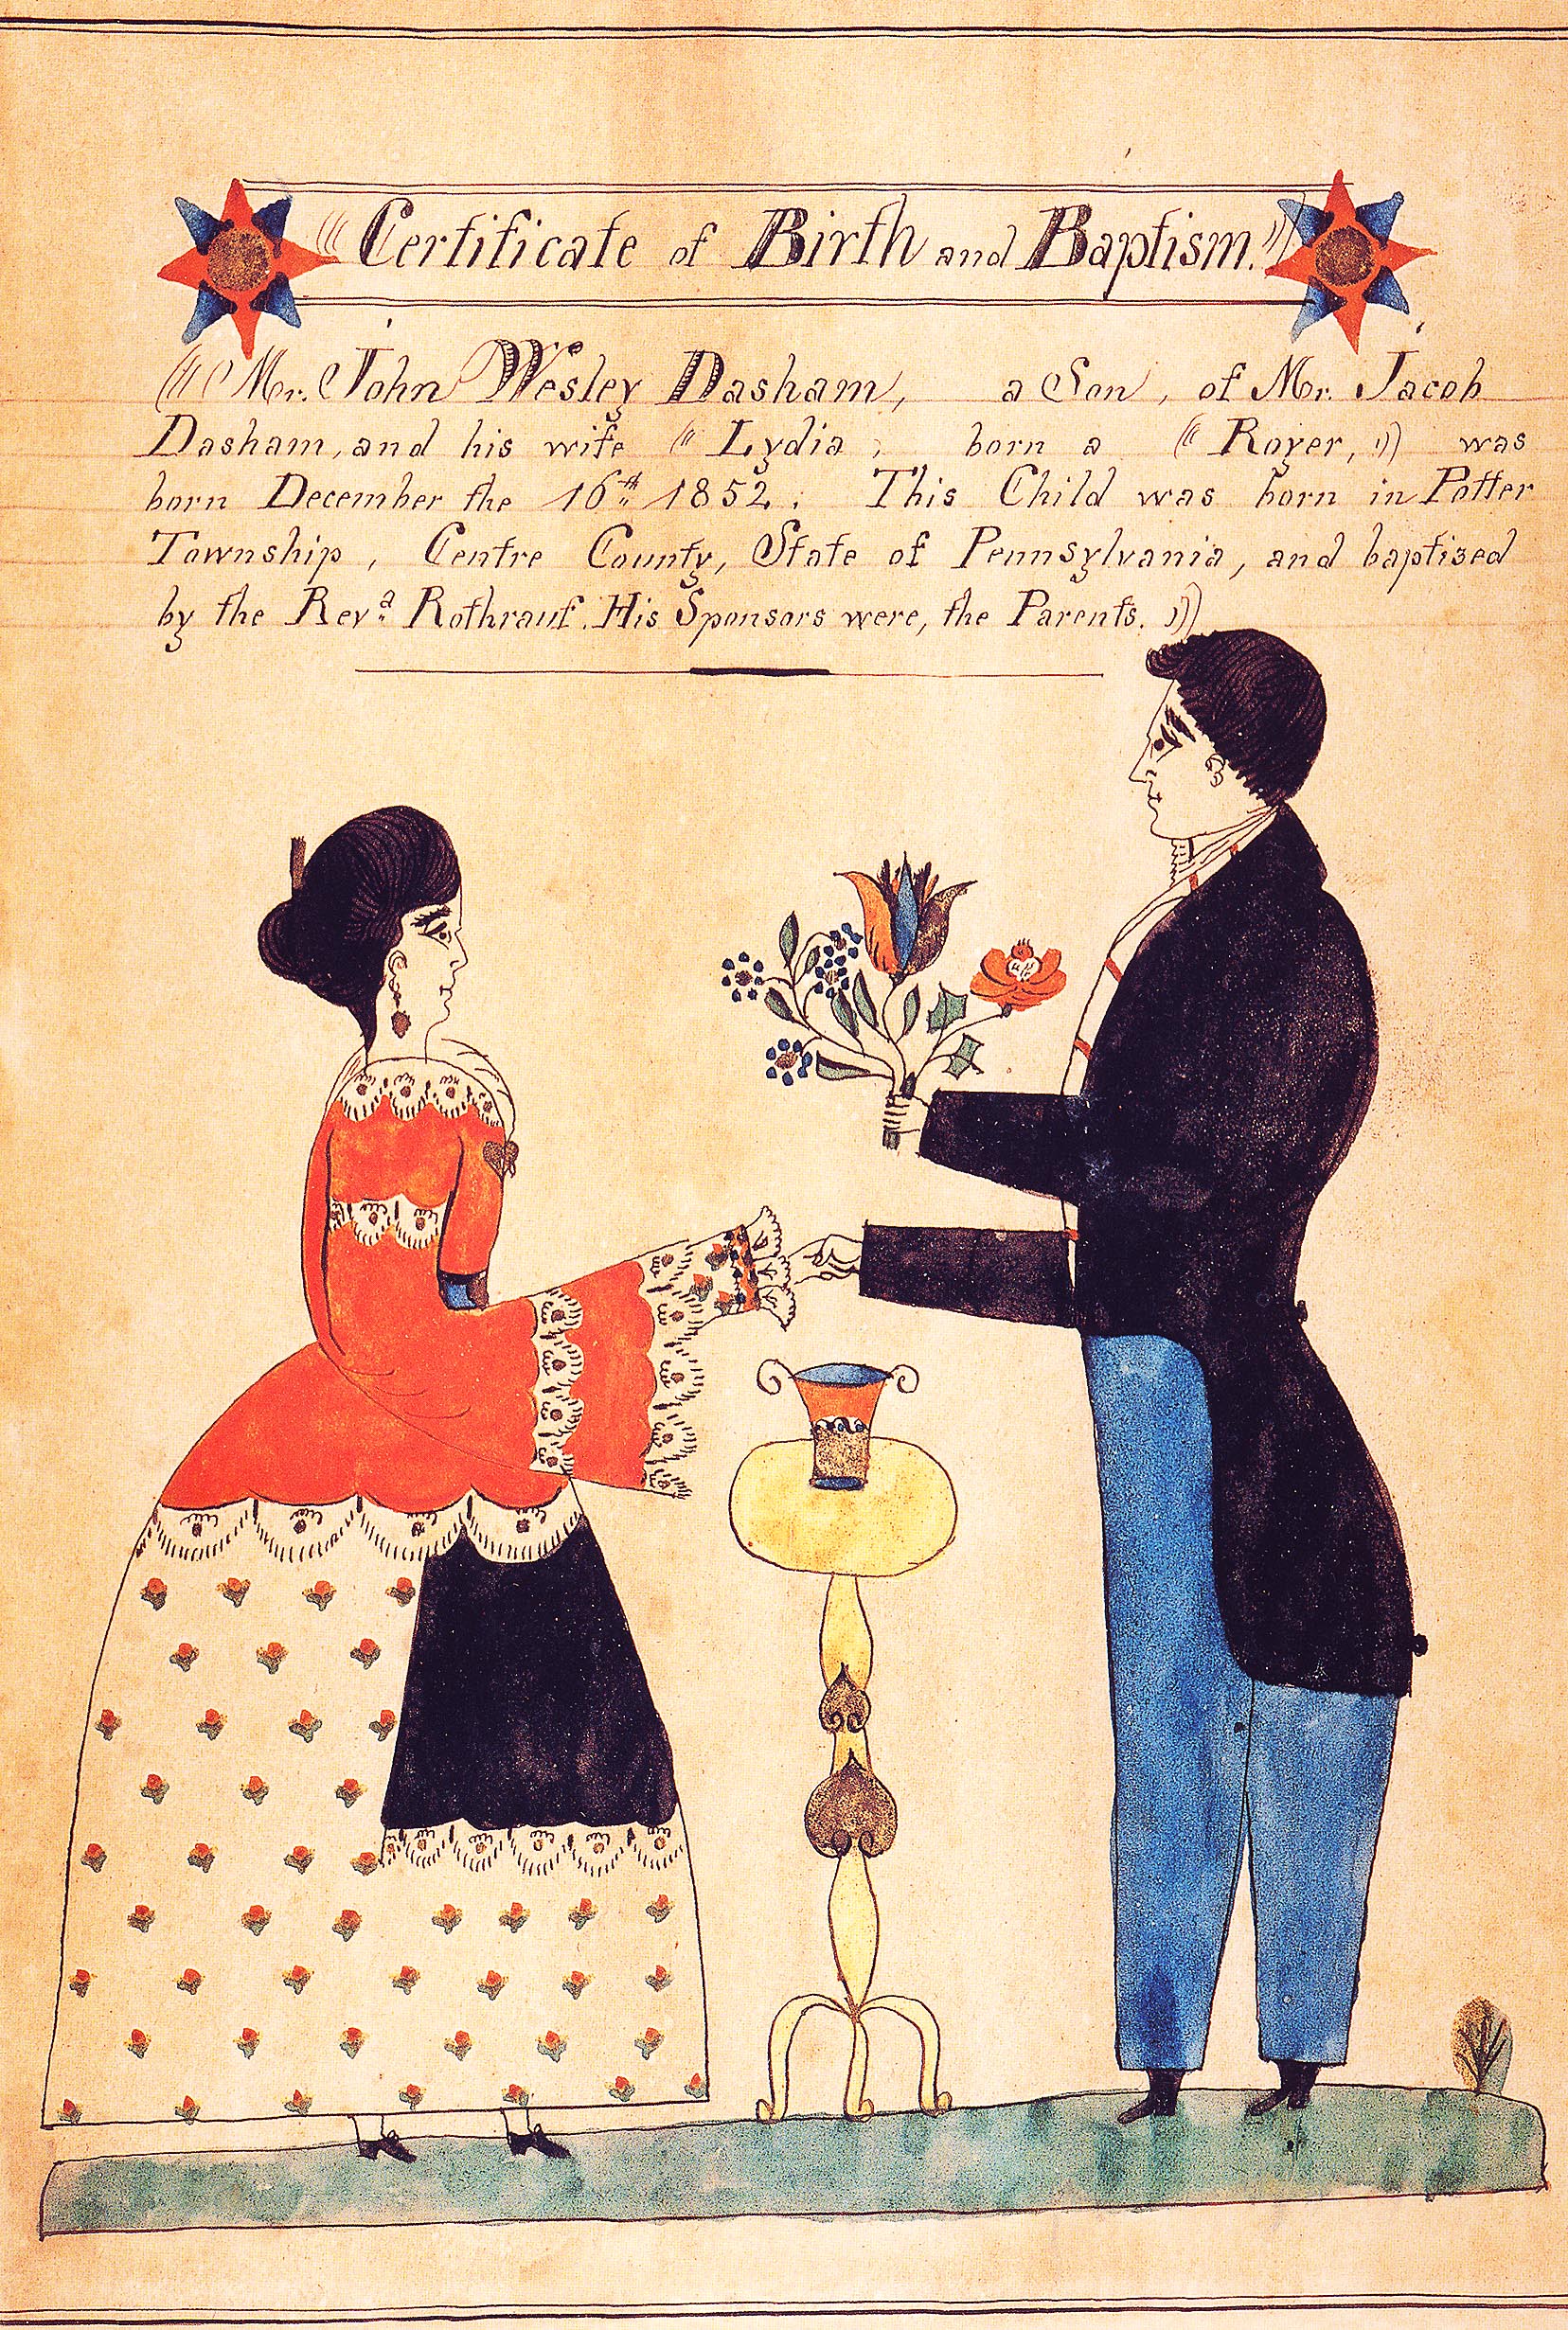 Certificate of Birth and Baptism.
Mr. John Wesley Dasham, a Son, of Mr. Jacob
Dasham, and his wife Lydia, born a Royer, was
born December the 16th 1852. This Child was born in Potter
Township, Centre County, State of Pennsylvania, and baptized
by the Revd. Rothrauf. His Sponsors were, the Parents.